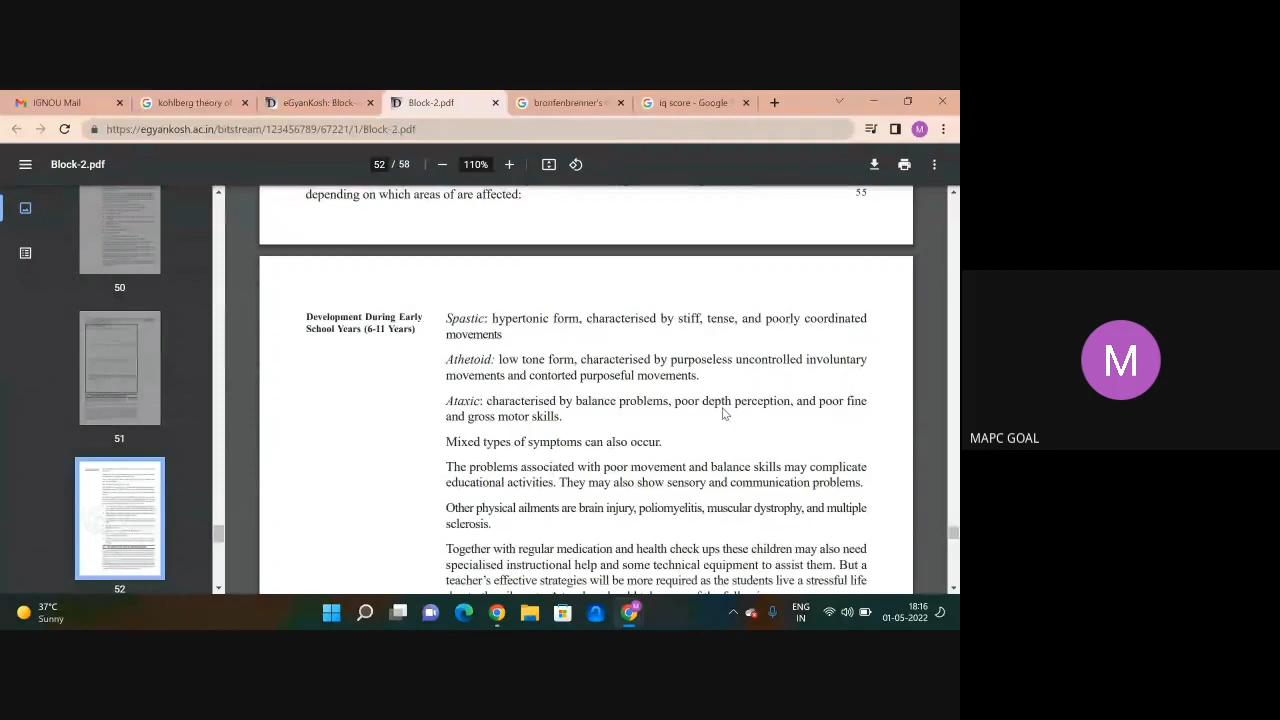 IGNOU Mail
kohlberg theory of
eGyanKosh: Block-
Block-2.pdf
bronfenbrenner's
iq score - Google
https://egyankosh.ac.in/bitstream/123456789/67221/1/Block-2.pdf
M
Block-2.pdf
52 / 58
110%
depending on which areas of are affected:
55
50
51
52
Development During Early
School Years (6-11 Years)
Spastic: hypertonic form, characterised by stiff, tense, and poorly coordinated
movements
Athetoid: low tone form, characterised by purposeless uncontrolled involuntary
movements and contorted purposeful movements.
Ataxic: characterised by balance problems, poor depth perception, and poor fine
and gross motor skills.
Mixed types of symptoms can also occur.
The problems associated with poor movement and balance skills may complicate
educational activities. They may also show sensory and communication problems.
Other physical ailments are brain injury, poliomyelitis, muscular dystrophy, and multiple
sclerosis.
Together with regular medication and health check ups these children may also need
specialised instructional help and some technical equipment to assist them. But a
teacher's effective strategies will be more required as the students live a stressful life
37°C
Sunny
ENG
IN
18:16
01-05-2022
M
MAPC GOAL